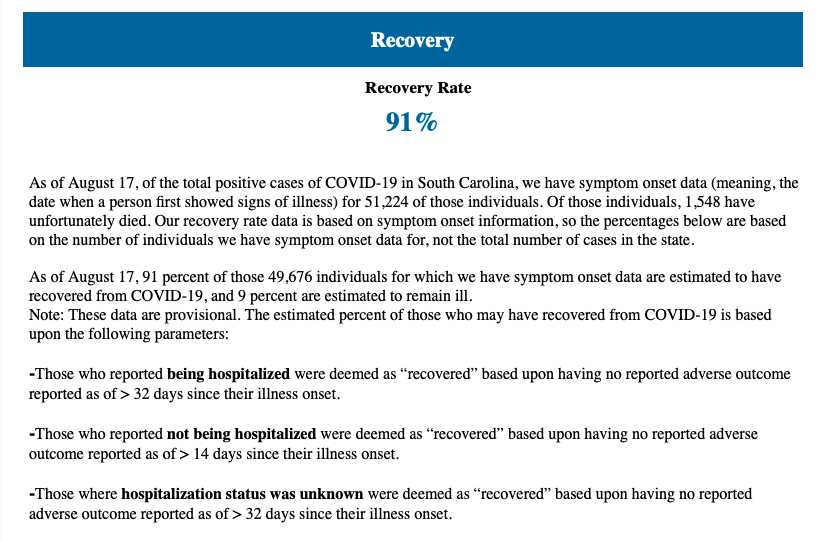 Recovery
Recovery Rate
91%
As of August 17, of the total positive cases of COVID-19 in South Carolina, we have symptom onset data (meaning, the
date when a person first showed signs of illness) for 51,224 of those individuals. Of those individuals, 1,548 have
unfortunately died. Our recovery rate data is based on symptom onset information, so the percentages below are based
on the number of individuals we have symptom onset data for, not the total number of cases in the state.
As of August 17, 91 percent of those 49,676 individuals for which we have symptom onset data are estimated to have
recovered from COVID-19, and 9 percent are estimated to remain ill.
Note: These data are provisional. The estimated percent of those who may have recovered from COVID-19 is based
upon the following parameters:
-Those who reported being hospitalized were deemed as “recovered” based upon having no reported adverse outcome
reported as of > 32 days since their illness onset.
-Those who reported not being hospitalized were deemed as “recovered” based upon having no reported adverse
outcome reported as of > 14 days since their illness onset.
-Those where hospitalization status was unknown were deemed as “recovered” based upon having no reported
adverse outcome reported as of > 32 days since their illness onset.